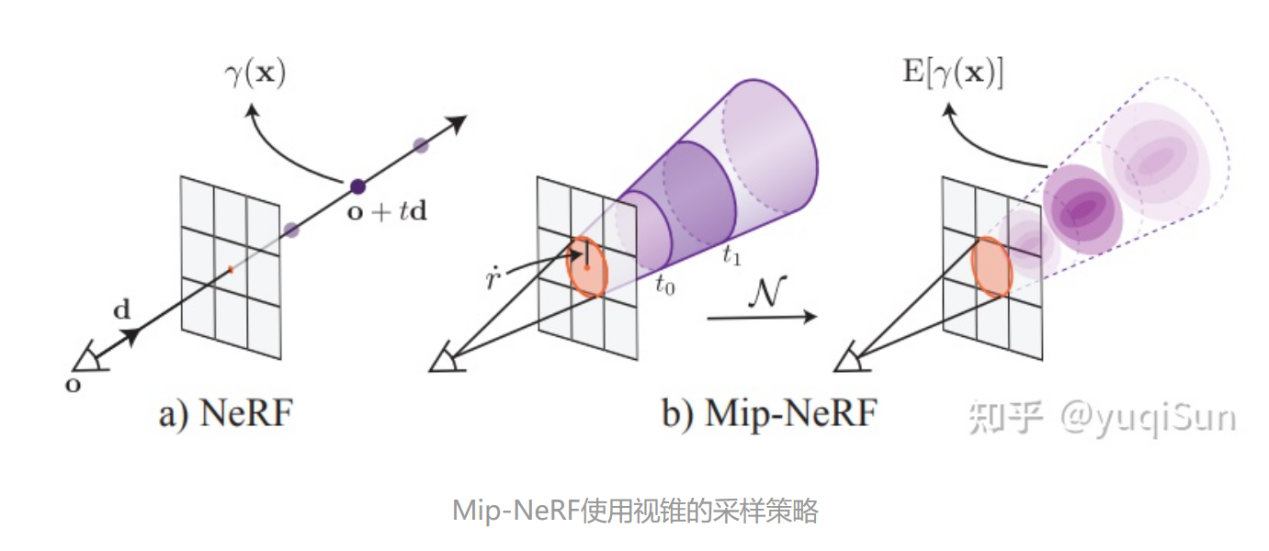 γ(x)
o + td
d
o
a) NeRF
ṙ
t₀
t₁
𝒩
b) Mip-NeRF
E[γ(x)]
知乎 @yuqiSun
Mip-NeRF使用视锥的采样策略